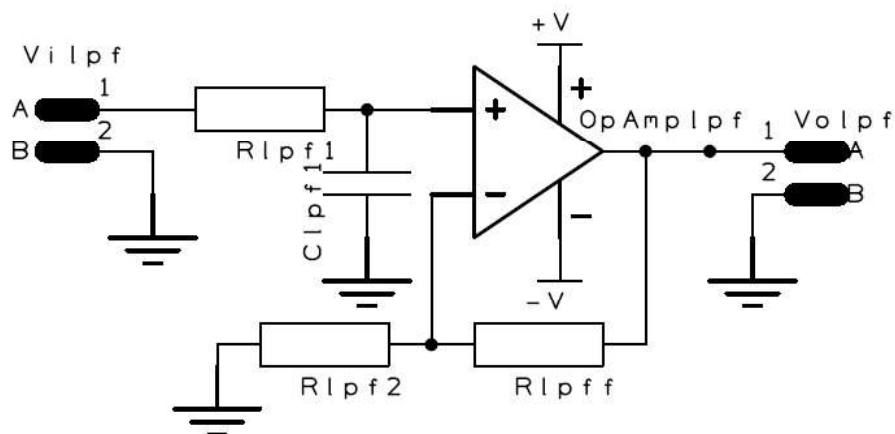 +V
Vilpf
1
A
2
B
Rlpf1
Clpf1
+
-
+
OpAmplpf
-
-V
Volpf
1
A
2
B
Rlpf2
Rlpff